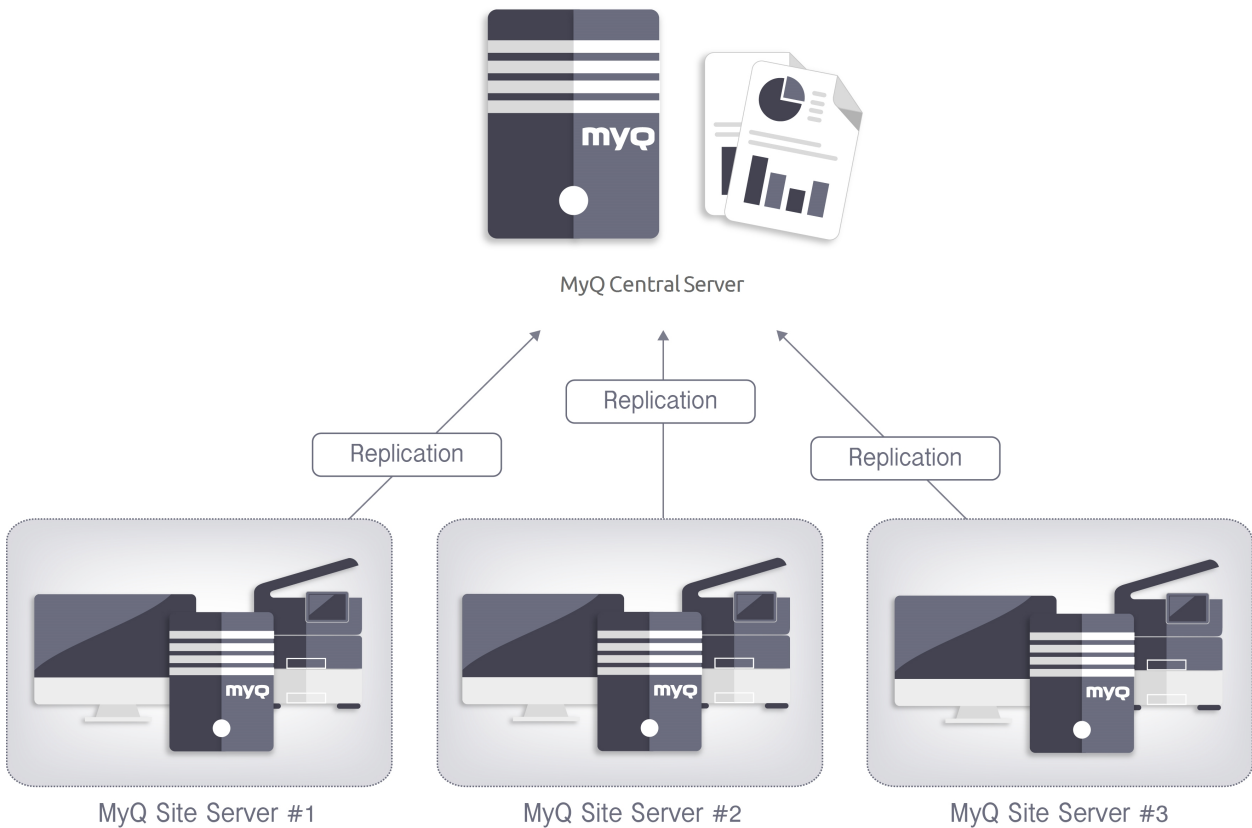 myQ
MyQ Central Server
Replication
Replication
Replication
myQ
myQ
myQ
MyQ Site Server #1
MyQ Site Server #2
MyQ Site Server #3